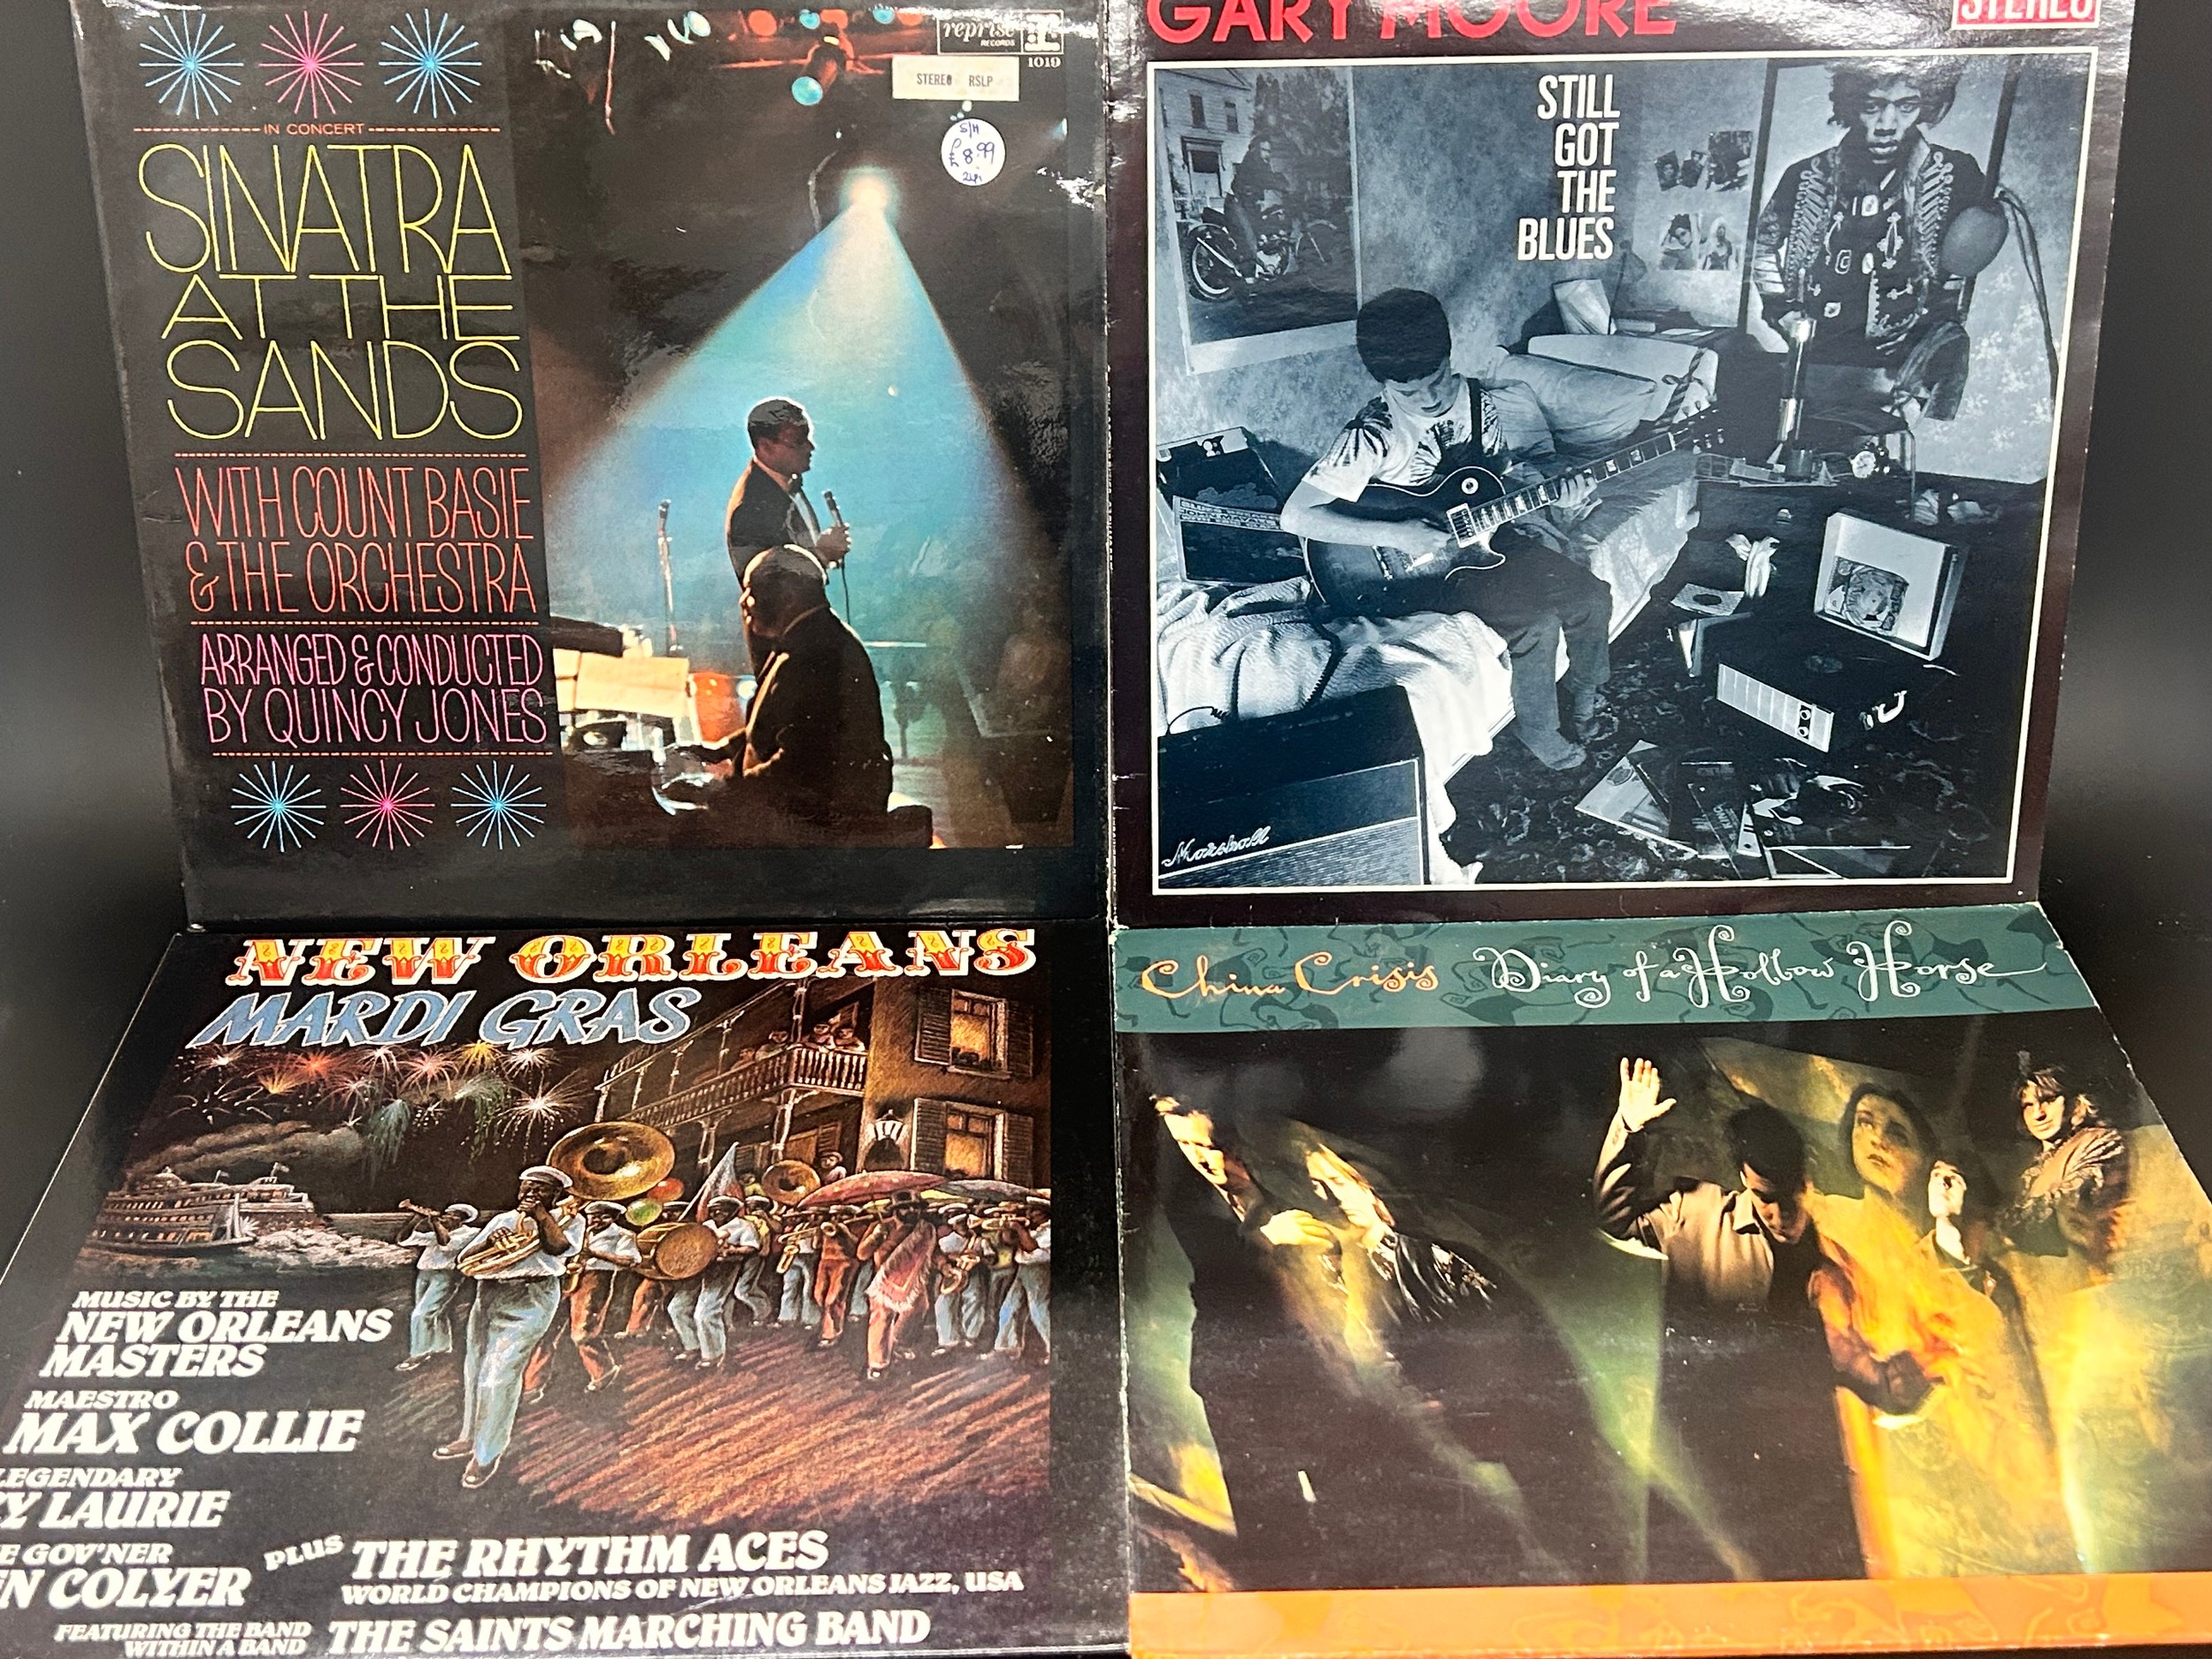 IN CONCERT
SINATRA
AT THE
SANDS
WITH COUNT BASIE
& THE ORCHESTRA
ARRANGED & CONDUCTED
BY QUINCY JONES
reprise
RECORDS
1019
STEREO RSLP
S/H
£8.99
GARY MOORE
STEREO
STILL
GOT
THE
BLUES
Marshall
NEW ORLEANS
MARDI GRAS
MUSIC BY THE
NEW ORLEANS
MASTERS
MAESTRO
MAX COLLIE
LEGENDARY
Y LAURIE
E GOV'NER
N COLYER
PLUS THE RHYTHM ACES
WORLD CHAMPIONS OF NEW ORLEANS JAZZ, USA
FEATURING THE BAND
WITHIN A BAND
THE SAINTS MARCHING BAND
China Crisis Diary of a Hollow Horse